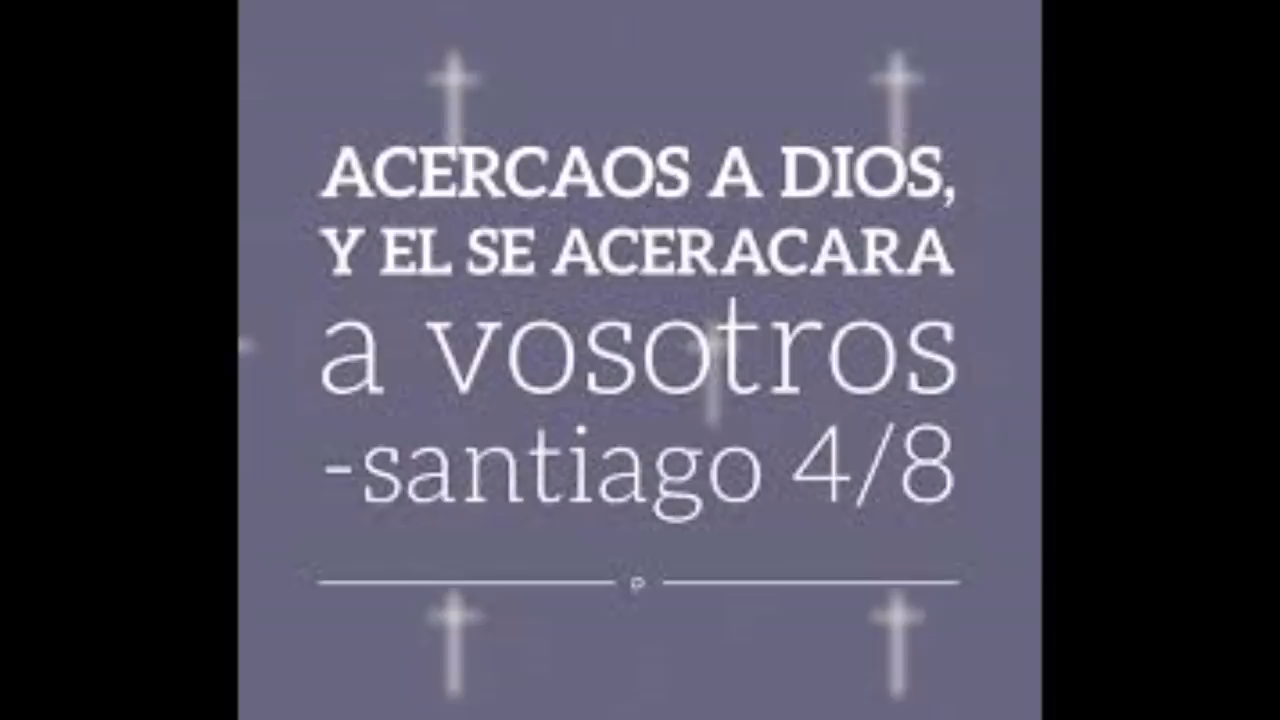 ACERCAOS A DIOS,
Y EL SE ACERACARA
a vosotros
-santiago 4/8